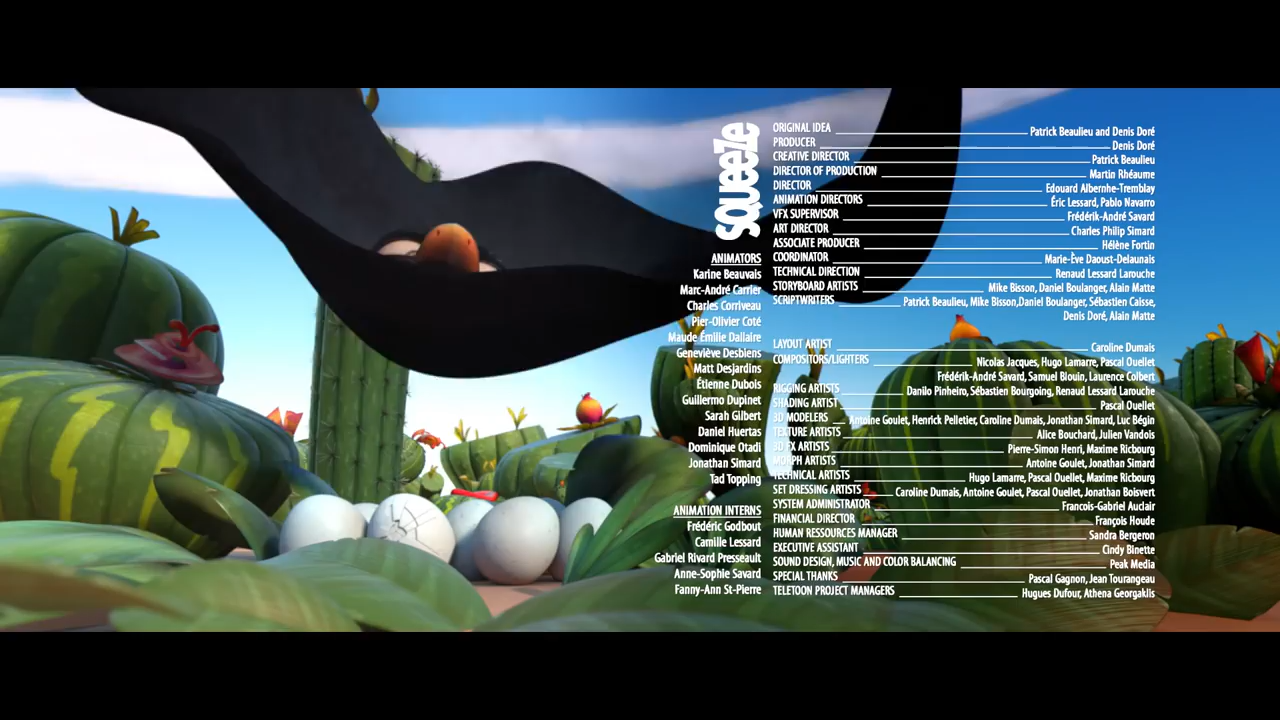 squeeze
ORIGINAL IDEA Patrick Beaulieu and Denis Doré
PRODUCER Denis Doré
CREATIVE DIRECTOR Patrick Beaulieu
DIRECTOR OF PRODUCTION Martin Rhéaume
DIRECTOR Edouard Albernhe-Tremblay
ANIMATION DIRECTORS Éric Lessard, Pablo Navarro
VFX SUPERVISOR Frédérik-André Savard
ART DIRECTOR Charles Philip Simard
ASSOCIATE PRODUCER Hélène Fortin
COORDINATOR Marie-Ève Daoust-Delaunais
TECHNICAL DIRECTION Renaud Lessard Larouche
STORYBOARD ARTISTS Mike Bisson, Daniel Boulanger, Alain Matte
SCRIPTWRITERS Patrick Beaulieu, Mike Bisson,Daniel Boulanger, Sébastien Caisse,
Denis Doré, Alain Matte
LAYOUT ARTIST Caroline Dumais
COMPOSITORS/LIGHTERS Nicolas Jacques, Hugo Lamarre, Pascal Ouellet
Frédérik-André Savard, Samuel Blouin, Laurence Colbert
RIGGING ARTISTS Danilo Pinheiro, Sébastien Bourgoing, Renaud Lessard Larouche
SHADING ARTIST Pascal Ouellet
3D MODELERS Antoine Goulet, Henrick Pelletier, Caroline Dumais, Jonathan Simard, Luc Bégin
TEXTURE ARTISTS Alice Bouchard, Julien Vandois
3D FX ARTISTS Pierre-Simon Henri, Maxime Ricbourg
MORPH ARTISTS Antoine Goulet, Jonathan Simard
TECHNICAL ARTISTS Hugo Lamarre, Pascal Ouellet, Maxime Ricbourg
SET DRESSING ARTISTS Caroline Dumais, Antoine Goulet, Pascal Ouellet, Jonathan Boisvert
SYSTEM ADMINISTRATOR Francois-Gabriel Auclair
FINANCIAL DIRECTOR François Houde
HUMAN RESSOURCES MANAGER Sandra Bergeron
EXECUTIVE ASSISTANT Cindy Binette
SOUND DESIGN, MUSIC AND COLOR BALANCING Peak Media
SPECIAL THANKS Pascal Gagnon, Jean Tourangeau
TELETOON PROJECT MANAGERS Hugues Dufour, Athena Georgaklis
ANIMATORS
Karine Beauvais
Marc-André Carrier
Charles Corriveau
Pier-Olivier Coté
Maude Émilie Dallaire
Geneviève Desbiens
Matt Desjardins
Étienne Dubois
Guillermo Dupinet
Sarah Gilbert
Daniel Huertas
Dominique Otadi
Jonathan Simard
Tad Topping
ANIMATION INTERNS
Frédéric Godbout
Camille Lessard
Gabriel Rivard Presseault
Anne-Sophie Savard
Fanny-Ann St-Pierre